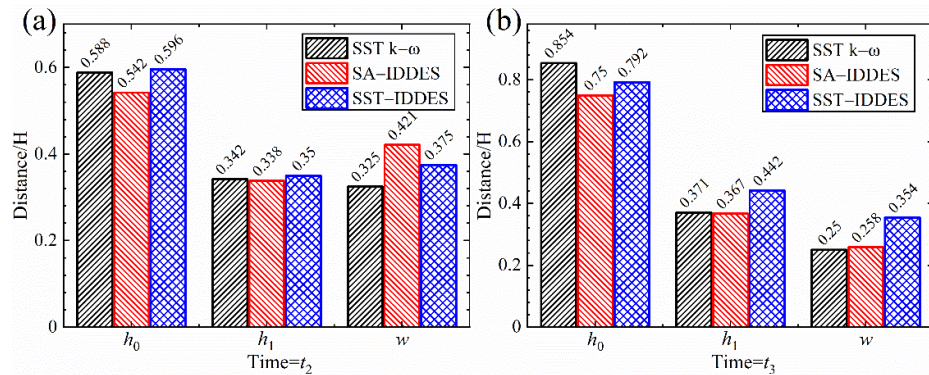 (a)
SST k−ω
SA−IDDES
SST−IDDES
0.588
0.542
0.596
0.342
0.338
0.35
0.325
0.421
0.375
Distance/H
0.6
0.4
0.2
0
h0
h1
w
Time=t2
(b)
SST k−ω
SA−IDDES
SST−IDDES
0.854
0.75
0.792
0.371
0.367
0.442
0.25
0.258
0.354
Distance/H
0.8
0.6
0.4
0.2
0
h0
h1
w
Time=t3